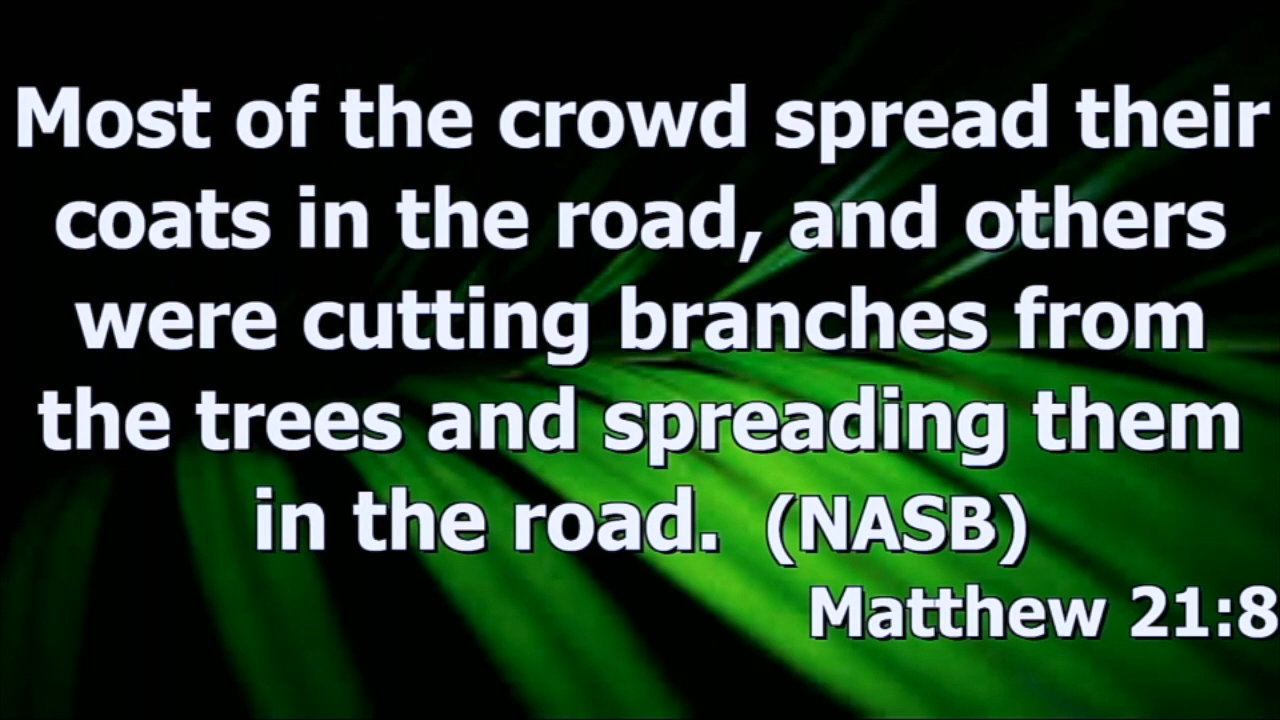 Most of the crowd spread their
coats in the road, and others
were cutting branches from
the trees and spreading them
in the road. (NASB)
Matthew 21:8